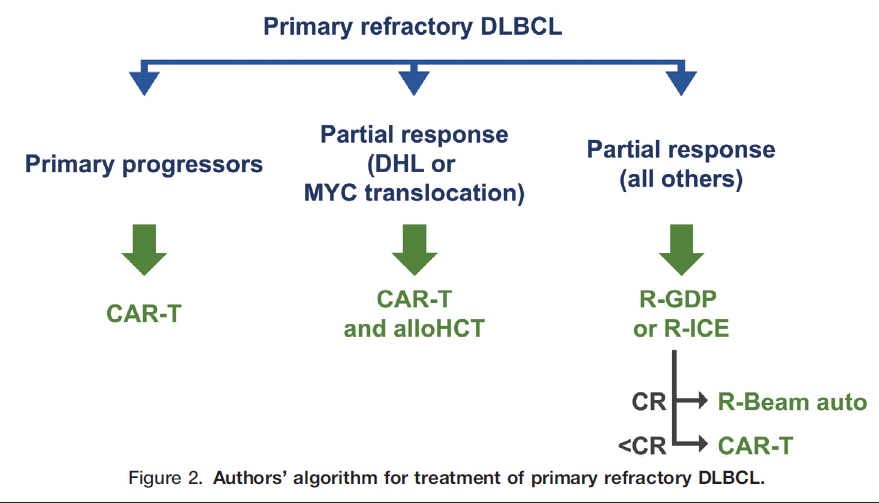 Primary refractory DLBCL
Primary progressors
Partial response
(DHL or
MYC translocation)
Partial response
(all others)
CAR-T
CAR-T
and alloHCT
R-GDP
or R-ICE
CR
R-Beam auto
<CR
CAR-T
Figure 2. Authors’ algorithm for treatment of primary refractory DLBCL.